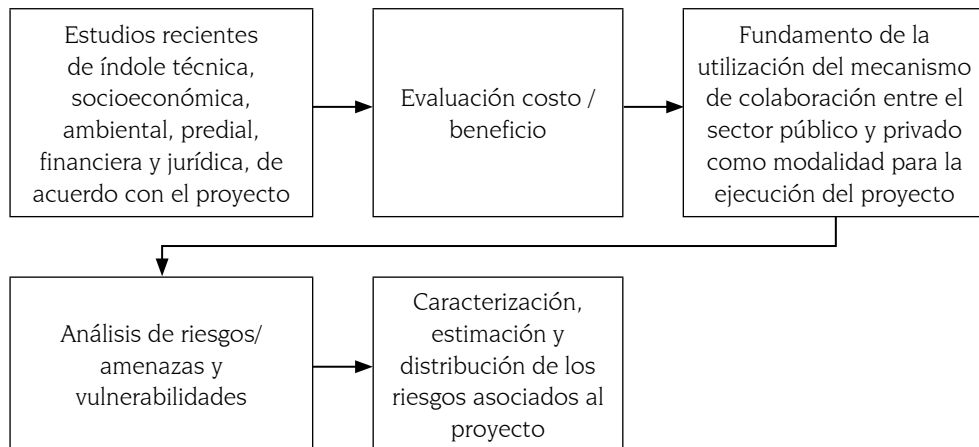 Estudios recientes
de índole técnica,
socioeconómica,
ambiental, predial,
financiera y jurídica, de
acuerdo con el proyecto
Evaluación costo /
beneficio
Fundamento de la
utilización del mecanismo
de colaboración entre el
sector público y privado
como modalidad para la
ejecución del proyecto
Análisis de riesgos/
amenazas y
vulnerabilidades
Caracterización,
estimación y
distribución de los
riesgos asociados al
proyecto